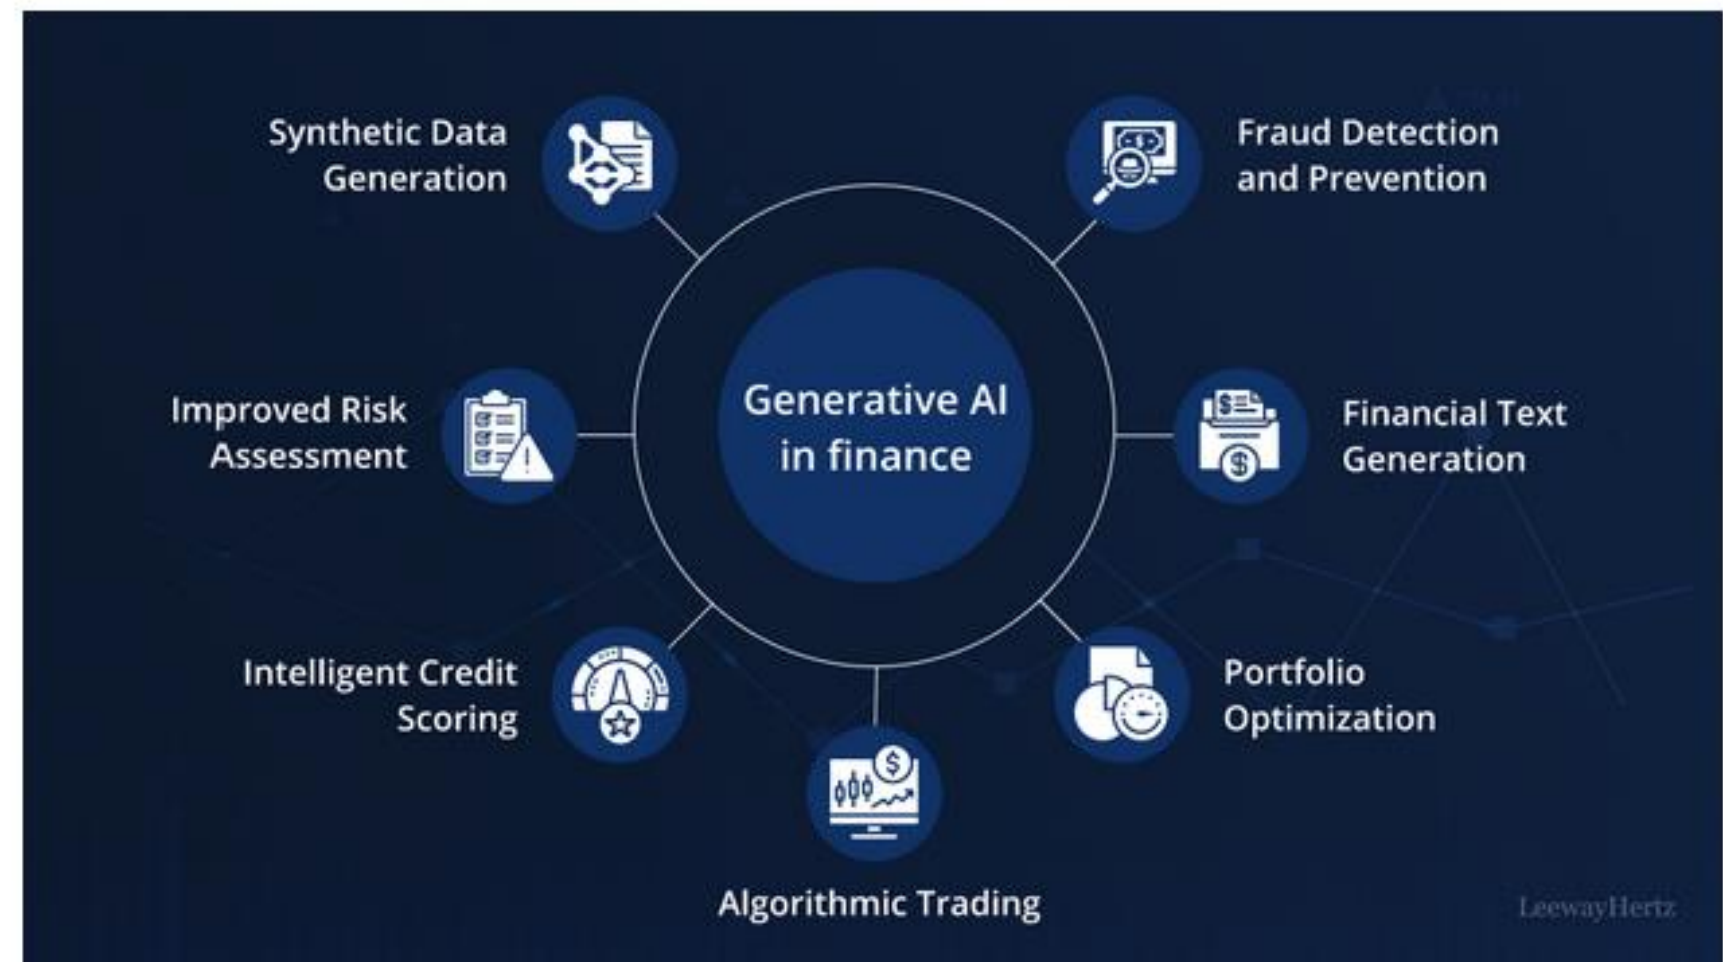 Synthetic Data
Generation
Fraud Detection
and Prevention
Improved Risk
Assessment
Generative AI
in finance
Financial Text
Generation
Intelligent Credit
Scoring
Portfolio
Optimization
Algorithmic Trading
LeewayHertz